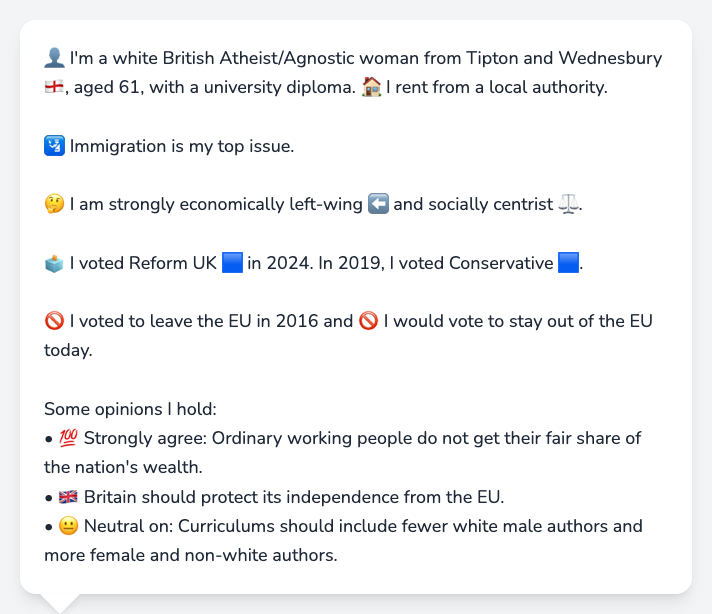 👤 I'm a white British Atheist/Agnostic woman from Tipton and Wednesbury
🏴󠁧󠁢󠁥󠁮󠁧󠁿, aged 61, with a university diploma. 🏠 I rent from a local authority.
🛂 Immigration is my top issue.
🤔 I am strongly economically left-wing ⬅️ and socially centrist ⚖️.
🗳️ I voted Reform UK 🟦 in 2024. In 2019, I voted Conservative 🟦.
🚫 I voted to leave the EU in 2016 and 🚫 I would vote to stay out of the EU
today.
Some opinions I hold:
• 💯 Strongly agree: Ordinary working people do not get their fair share of
the nation's wealth.
• 🇬🇧 Britain should protect its independence from the EU.
• 😐 Neutral on: Curriculums should include fewer white male authors and
more female and non-white authors.